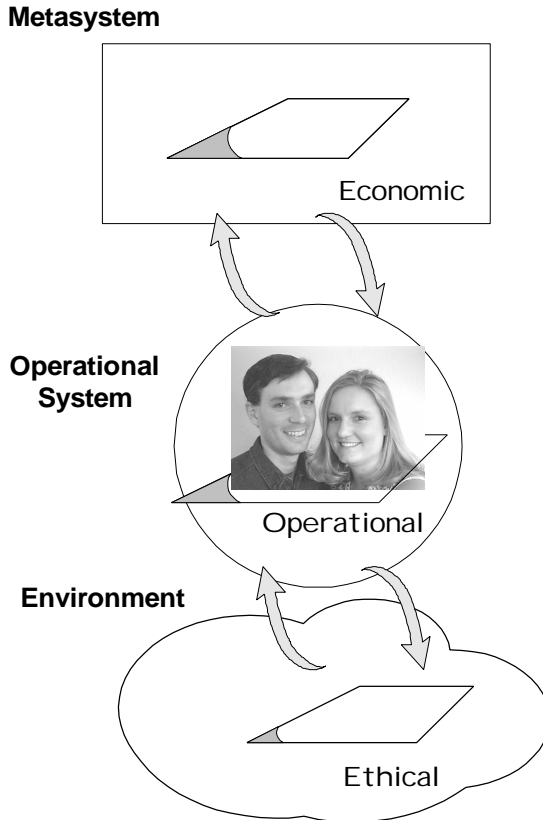 Metasystem
Economic
Operational
System
Operational
Environment
Ethical